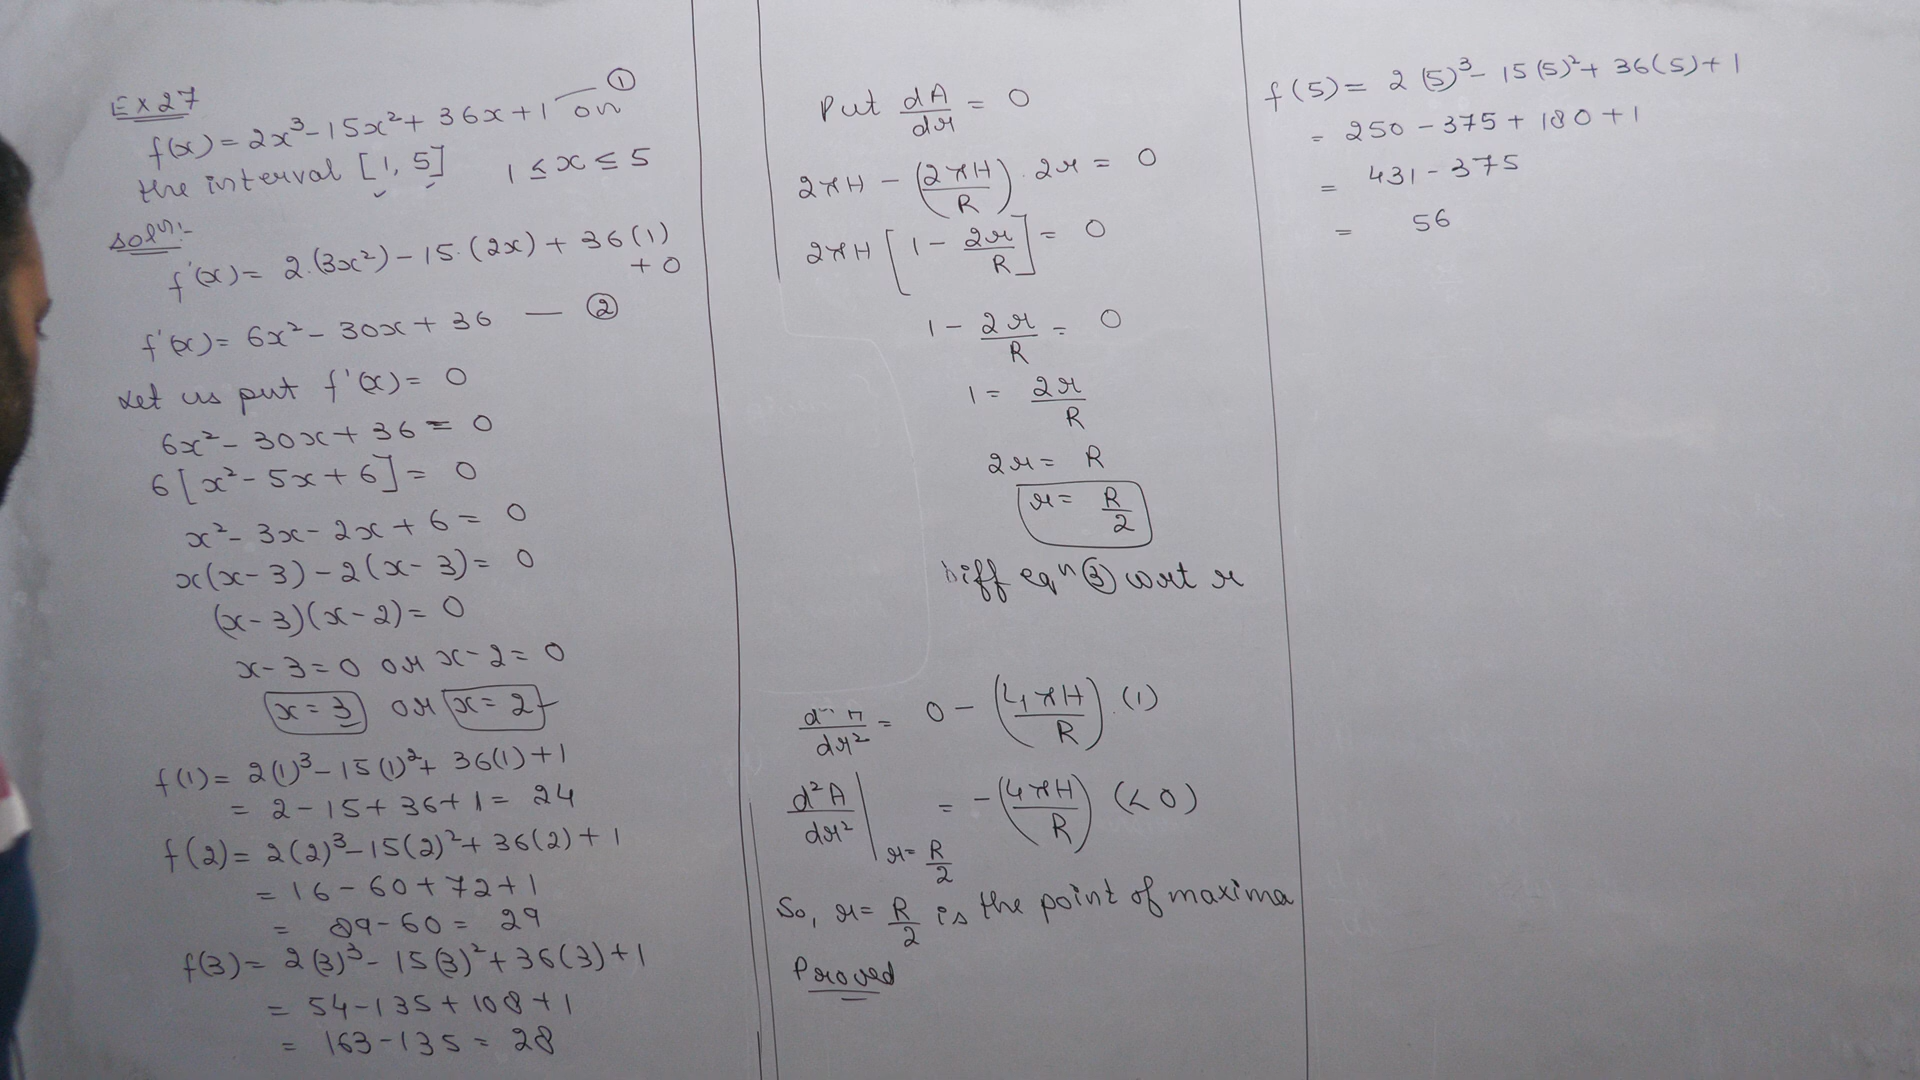 Ex 27
f(x) = 2x³ - 15x² + 36x + 1 — ① on
the interval [1, 5] 1 ≤ x ≤ 5
Solⁿ:-
f'(x) = 2.(3x²) - 15.(2x) + 36(1)
+ 0
f'(x) = 6x² - 30x + 36 — ②
Let us put f'(x) = 0
6x² - 30x + 36 = 0
6[x² - 5x + 6] = 0
x² - 3x - 2x + 6 = 0
x(x - 3) - 2(x - 3) = 0
(x - 3)(x - 2) = 0
x - 3 = 0 or x - 2 = 0
x = 3 or x = 2
f(1) = 2(1)³ - 15(1)² + 36(1) + 1
= 2 - 15 + 36 + 1 = 24
f(2) = 2(2)³ - 15(2)² + 36(2) + 1
= 16 - 60 + 72 + 1
= 89 - 60 = 29
f(3) = 2(3)³ - 15(3)² + 36(3) + 1
= 54 - 135 + 108 + 1
= 163 - 135 = 28
Put dA/dr = 0
2πH - (2πH/R).2r = 0
2πH [1 - 2r/R] = 0
1 - 2r/R = 0
1 = 2r/R
2r = R
r = R/2
Diff eqⁿ ③ wrt r
/dr² = 0 - (4πH/R).(1)
d²A/dr² | r = R/2 = -(4πH/R) (< 0)
So, r = R/2 is the point of maxima
Proved
f(5) = 2(5)³ - 15(5)² + 36(5) + 1
= 250 - 375 + 180 + 1
= 431 - 375
= 56